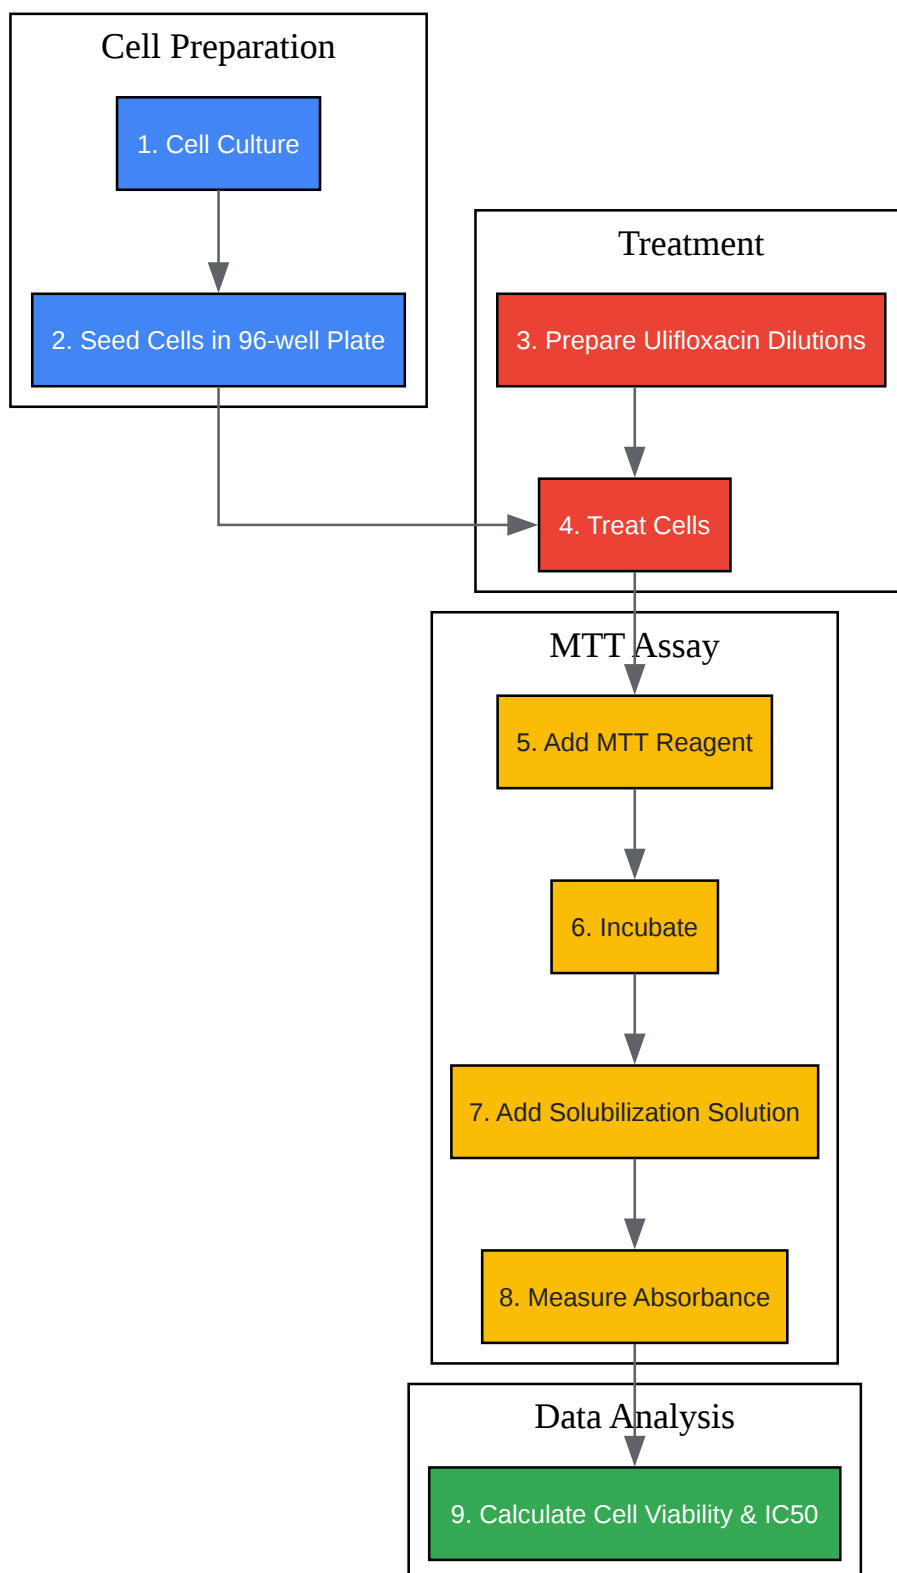 Cell Preparation
1. Cell Culture
2. Seed Cells in 96-well Plate
Treatment
3. Prepare Ulifloxacin Dilutions
4. Treat Cells
MTT Assay
5. Add MTT Reagent
6. Incubate
7. Add Solubilization Solution
8. Measure Absorbance
Data Analysis
9. Calculate Cell Viability & IC50